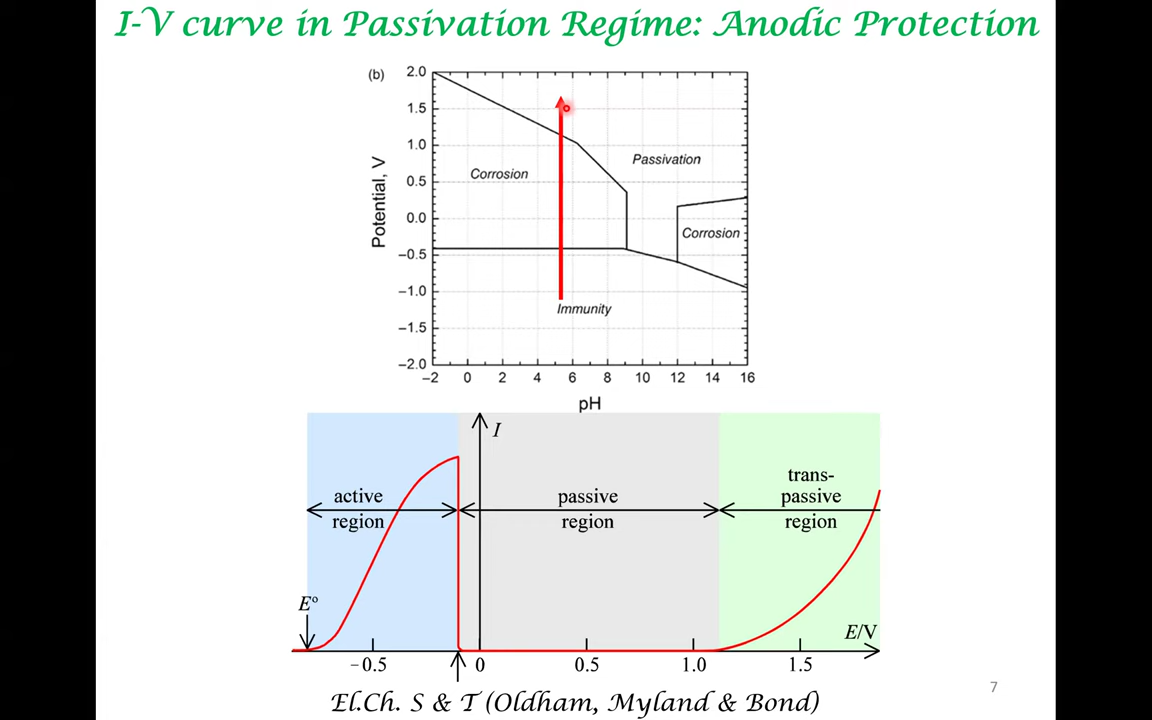 I-V curve in Passivation Regime: Anodic Protection
(b)
2.0
1.5
1.0
0.5
0.0
−0.5
−1.0
−1.5
−2.0
Potential, V
Corrosion
Passivation
Corrosion
Immunity
−2 0 2 4 6 8 10 12 14 16
pH
I
active
region
passive
region
trans-
passive
region
E°
E/V
−0.5 0 0.5 1.0 1.5
El.Ch. S & T (Oldham, Myland & Bond)
7